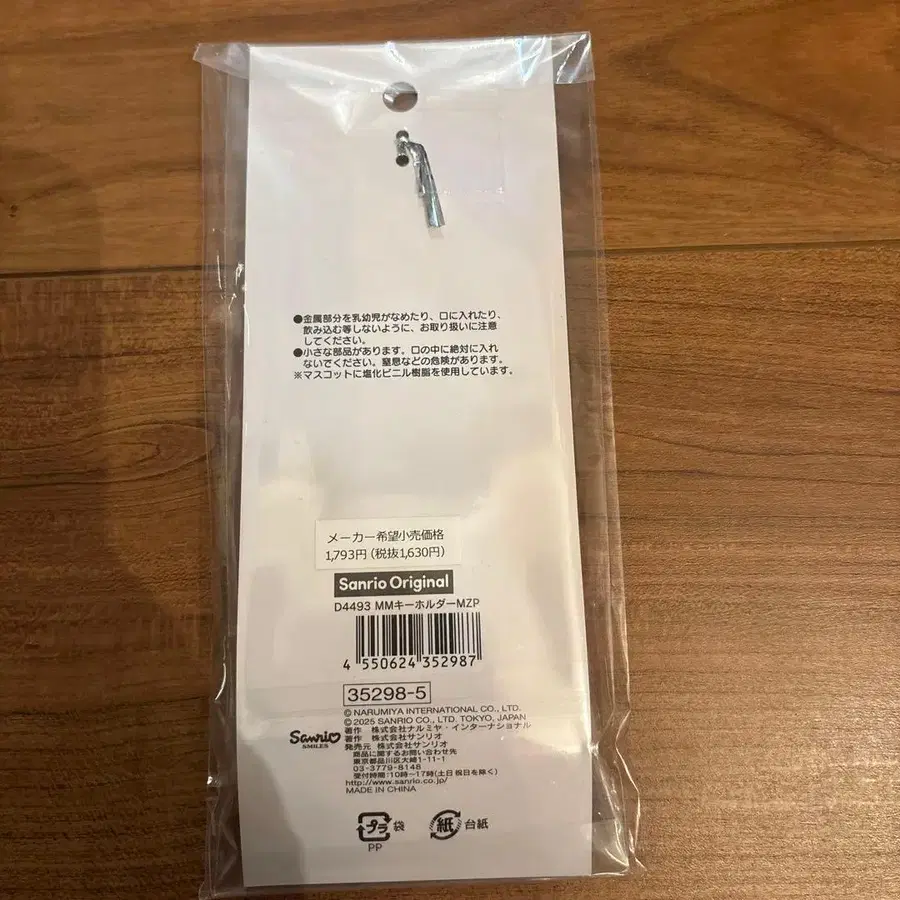 ●金属部分を乳幼児がなめたり、口に入れたり、
飲み込む等しないように、お取り扱いに注意
してください。
●小さな部品があります。口の中に絶対に入れ
ないでください。窒息などの危険があります。
※マスコットに塩化ビニル樹脂を使用しています。
メーカー希望小売価格
1,793円(税抜1,630円)
Sanrio Original
D4493 MMキーホルダーMZP
4 550624 352987
35298-5
© NARUMIYA INTERNATIONAL CO., LTD.
© 2025 SANRIO CO., LTD. TOKYO, JAPAN
著作 株式会社ナルミヤ・インターナショナル
著作 株式会社サンリオ
発売元 株式会社サンリオ
商品に関するお問い合わせ先
東京都品川区大崎1-11-1
03-3779-8148
受付時間:10時〜17時(土日祝日を除く)
http://www.sanrio.co.jp/
MADE IN CHINA
Sanrio
SMILES
プラ 袋
PP
紙 台紙